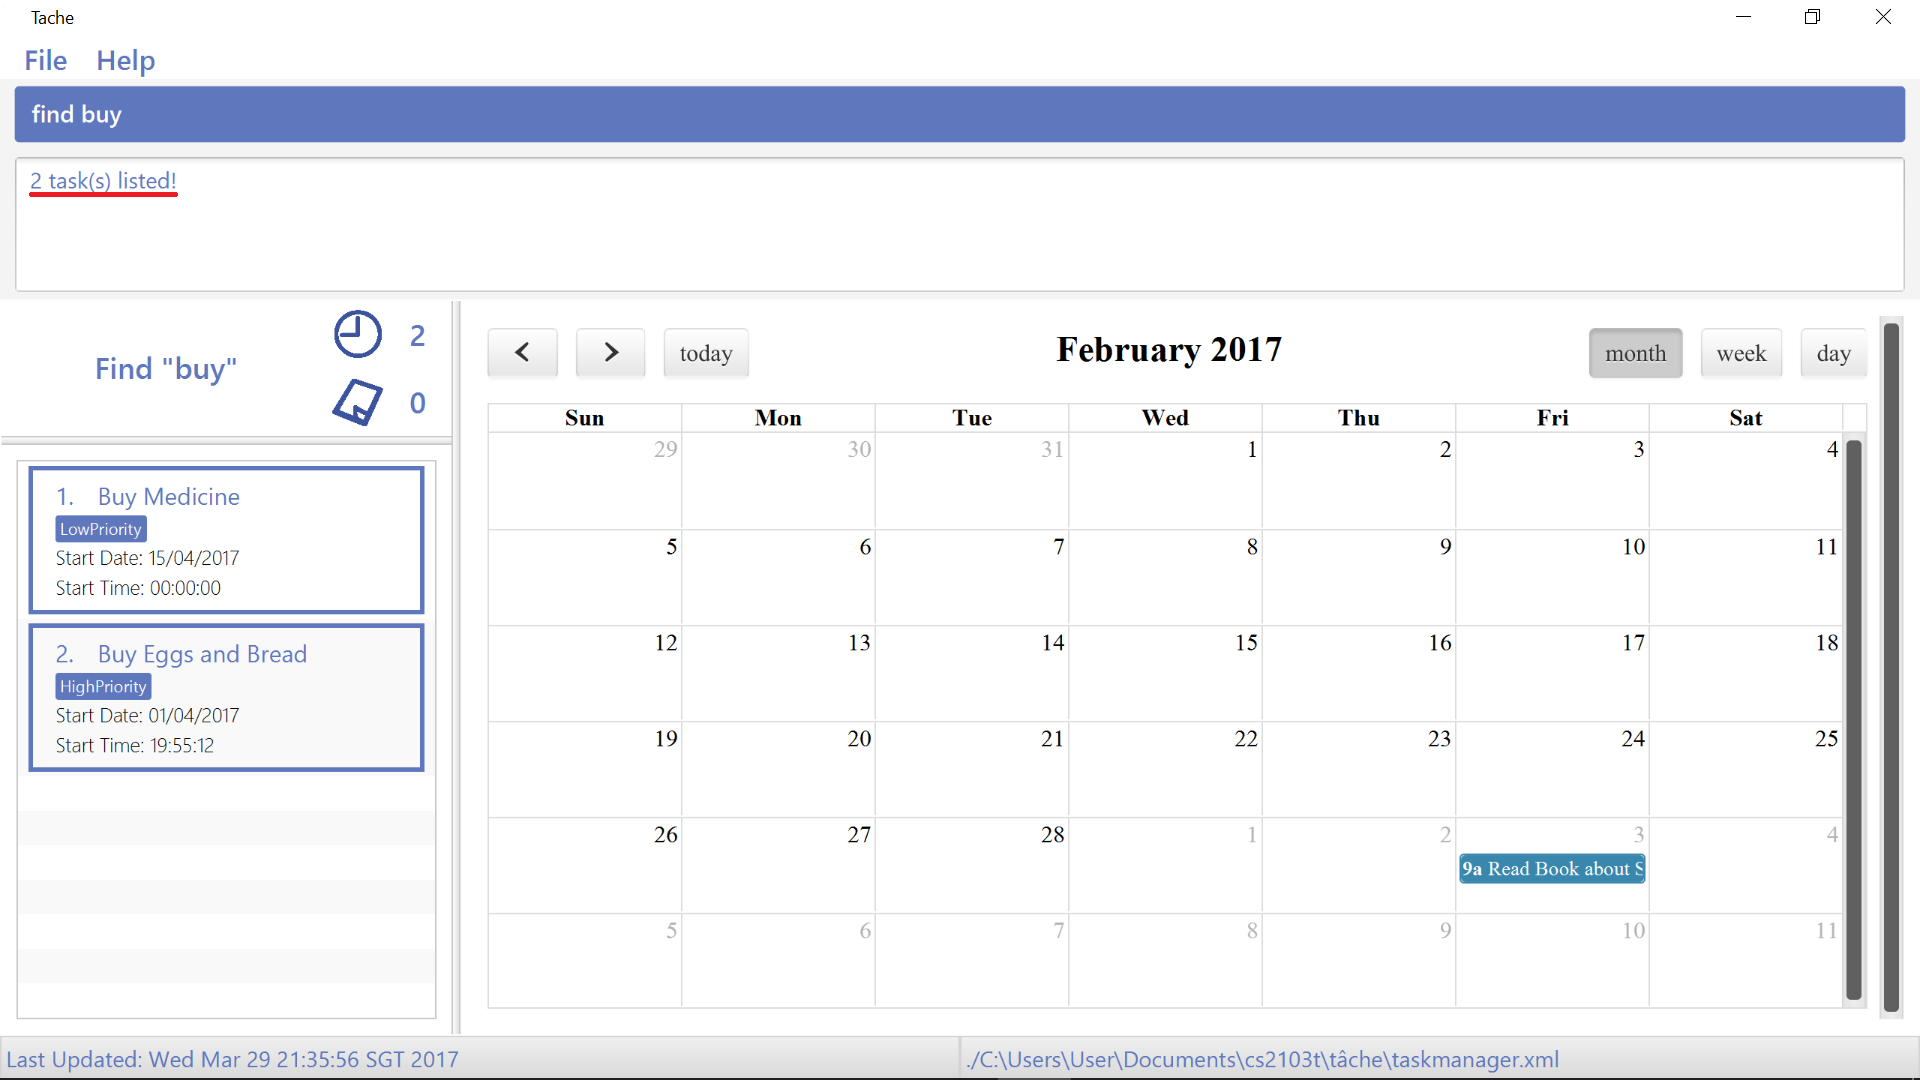 Tache
File Help
find buy
2 task(s) listed!
Find "buy"
2
0
1. Buy Medicine
LowPriority
Start Date: 15/04/2017
Start Time: 00:00:00
2. Buy Eggs and Bread
HighPriority
Start Date: 01/04/2017
Start Time: 19:55:12
today
February 2017
month week day
Sun Mon Tue Wed Thu Fri Sat
29 30 31 1 2 3 4
5 6 7 8 9 10 11
12 13 14 15 16 17 18
19 20 21 22 23 24 25
26 27 28 1 2 3 4
9a Read Book about S
5 6 7 8 9 10 11
Last Updated: Wed Mar 29 21:35:56 SGT 2017
./C:\Users\User\Documents\cs2103t\tâche\taskmanager.xml